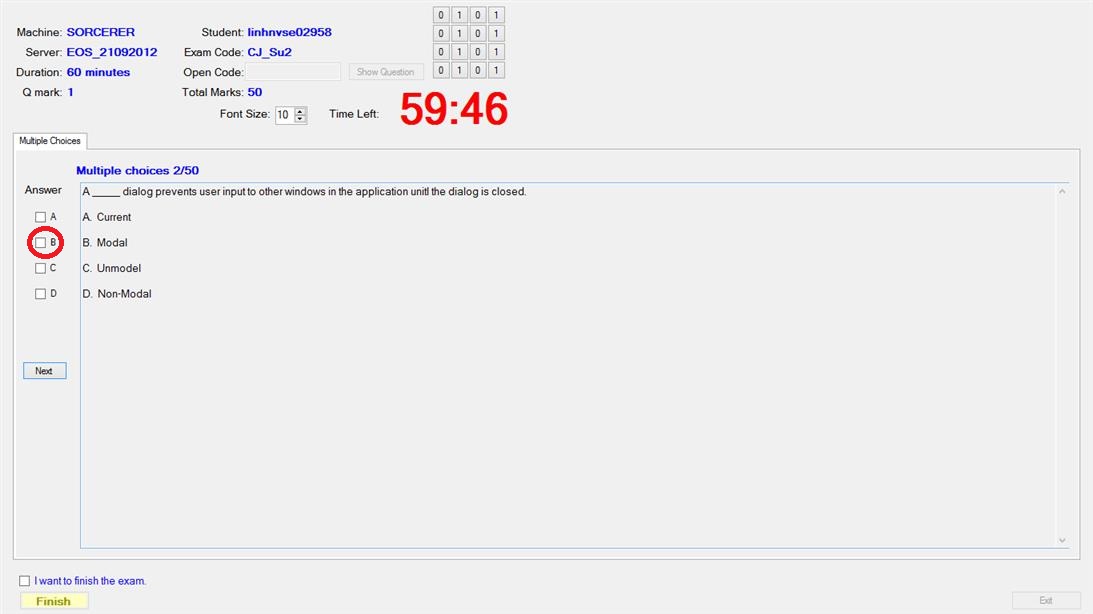 0 1 0 1
Machine: SORCERER Student: linhnvse02958 0 1 0 1
Server: EOS_21092012 Exam Code: CJ_Su2 0 1 0 1
Duration: 60 minutes Open Code: Show Question 0 1 0 1
Q mark: 1 Total Marks: 50
Font Size: 10 Time Left: 59:46
Multiple Choices
Multiple choices 2/50
Answer A _____ dialog prevents user input to other windows in the application unitl the dialog is closed.
A A. Current
B B. Modal
C C. Unmodel
D D. Non-Modal
Next
I want to finish the exam.
Finish Exit